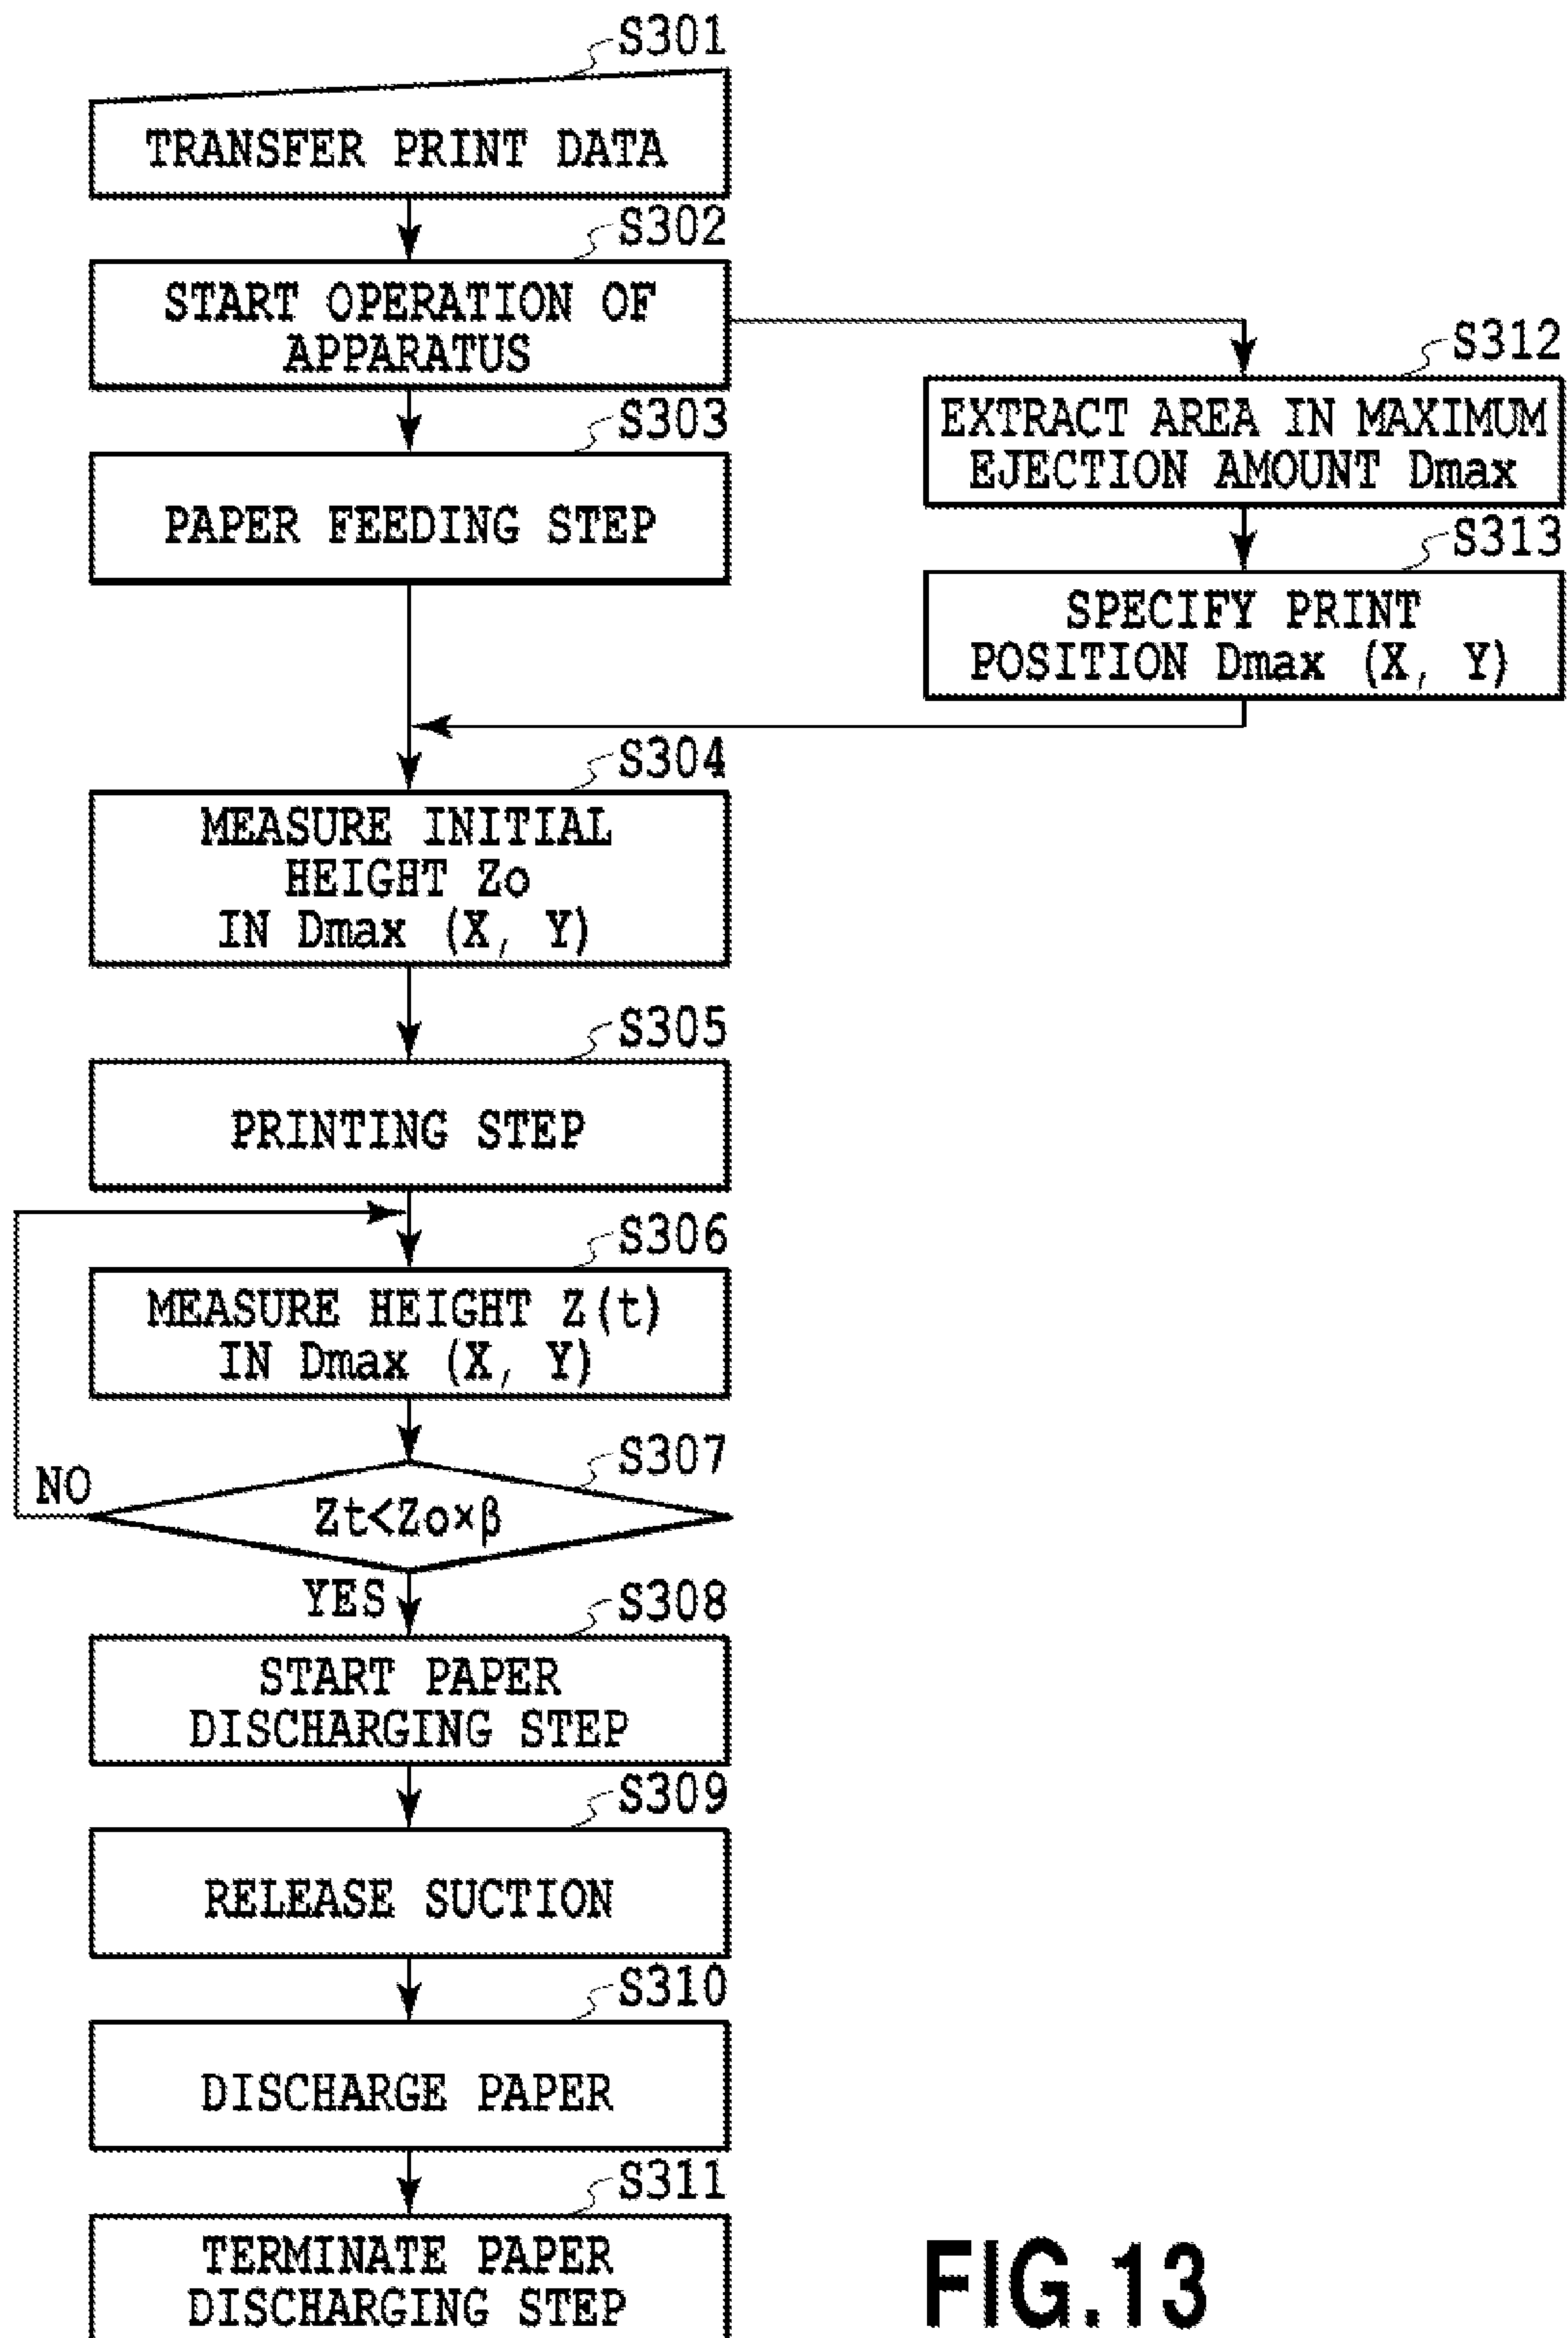 S301
TRANSFER PRINT DATA
S302
START OPERATION OF
APPARATUS
S303
PAPER FEEDING STEP
S312
EXTRACT AREA IN MAXIMUM
EJECTION AMOUNT Dmax
S313
SPECIFY PRINT
POSITION Dmax (X, Y)
S304
MEASURE INITIAL
HEIGHT Zo
IN Dmax (X, Y)
S305
PRINTING STEP
S306
MEASURE HEIGHT Z(t)
IN Dmax (X, Y)
S307
NO
Zt<Zo×β
YES
S308
START PAPER
DISCHARGING STEP
S309
RELEASE SUCTION
S310
DISCHARGE PAPER
S311
TERMINATE PAPER
DISCHARGING STEP
FIG.13